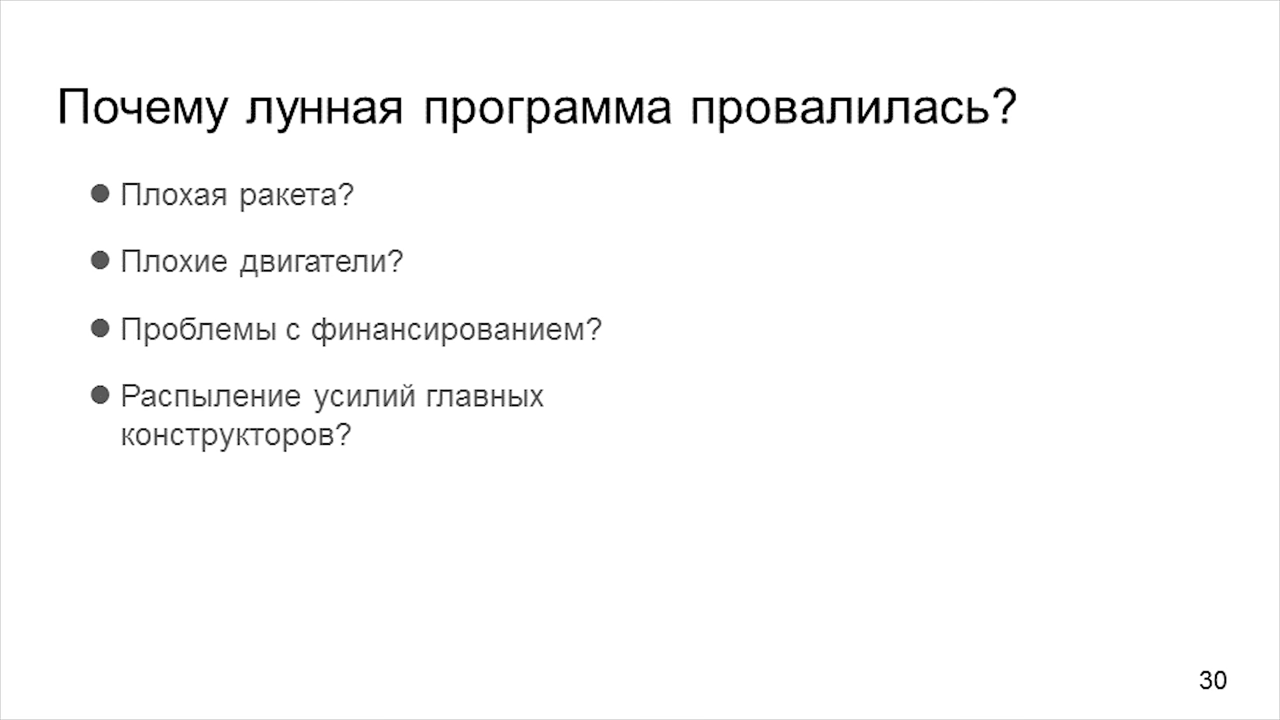 Почему лунная программа провалилась?
● Плохая ракета?
● Плохие двигатели?
● Проблемы с финансированием?
● Распыление усилий главных
конструкторов?
30